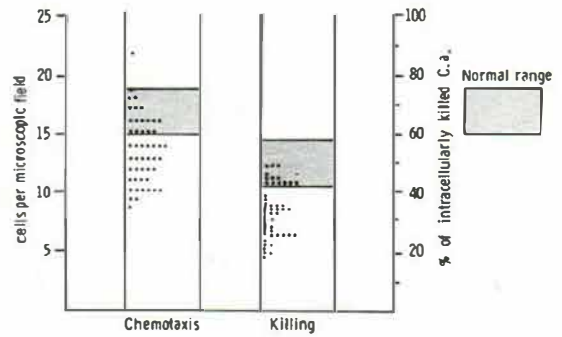 25
20
15
10
5
cells per microscopic field
Chemotaxis
Killing
100
80
60
40
20
% of intracellularly killed C.a.
Normal range